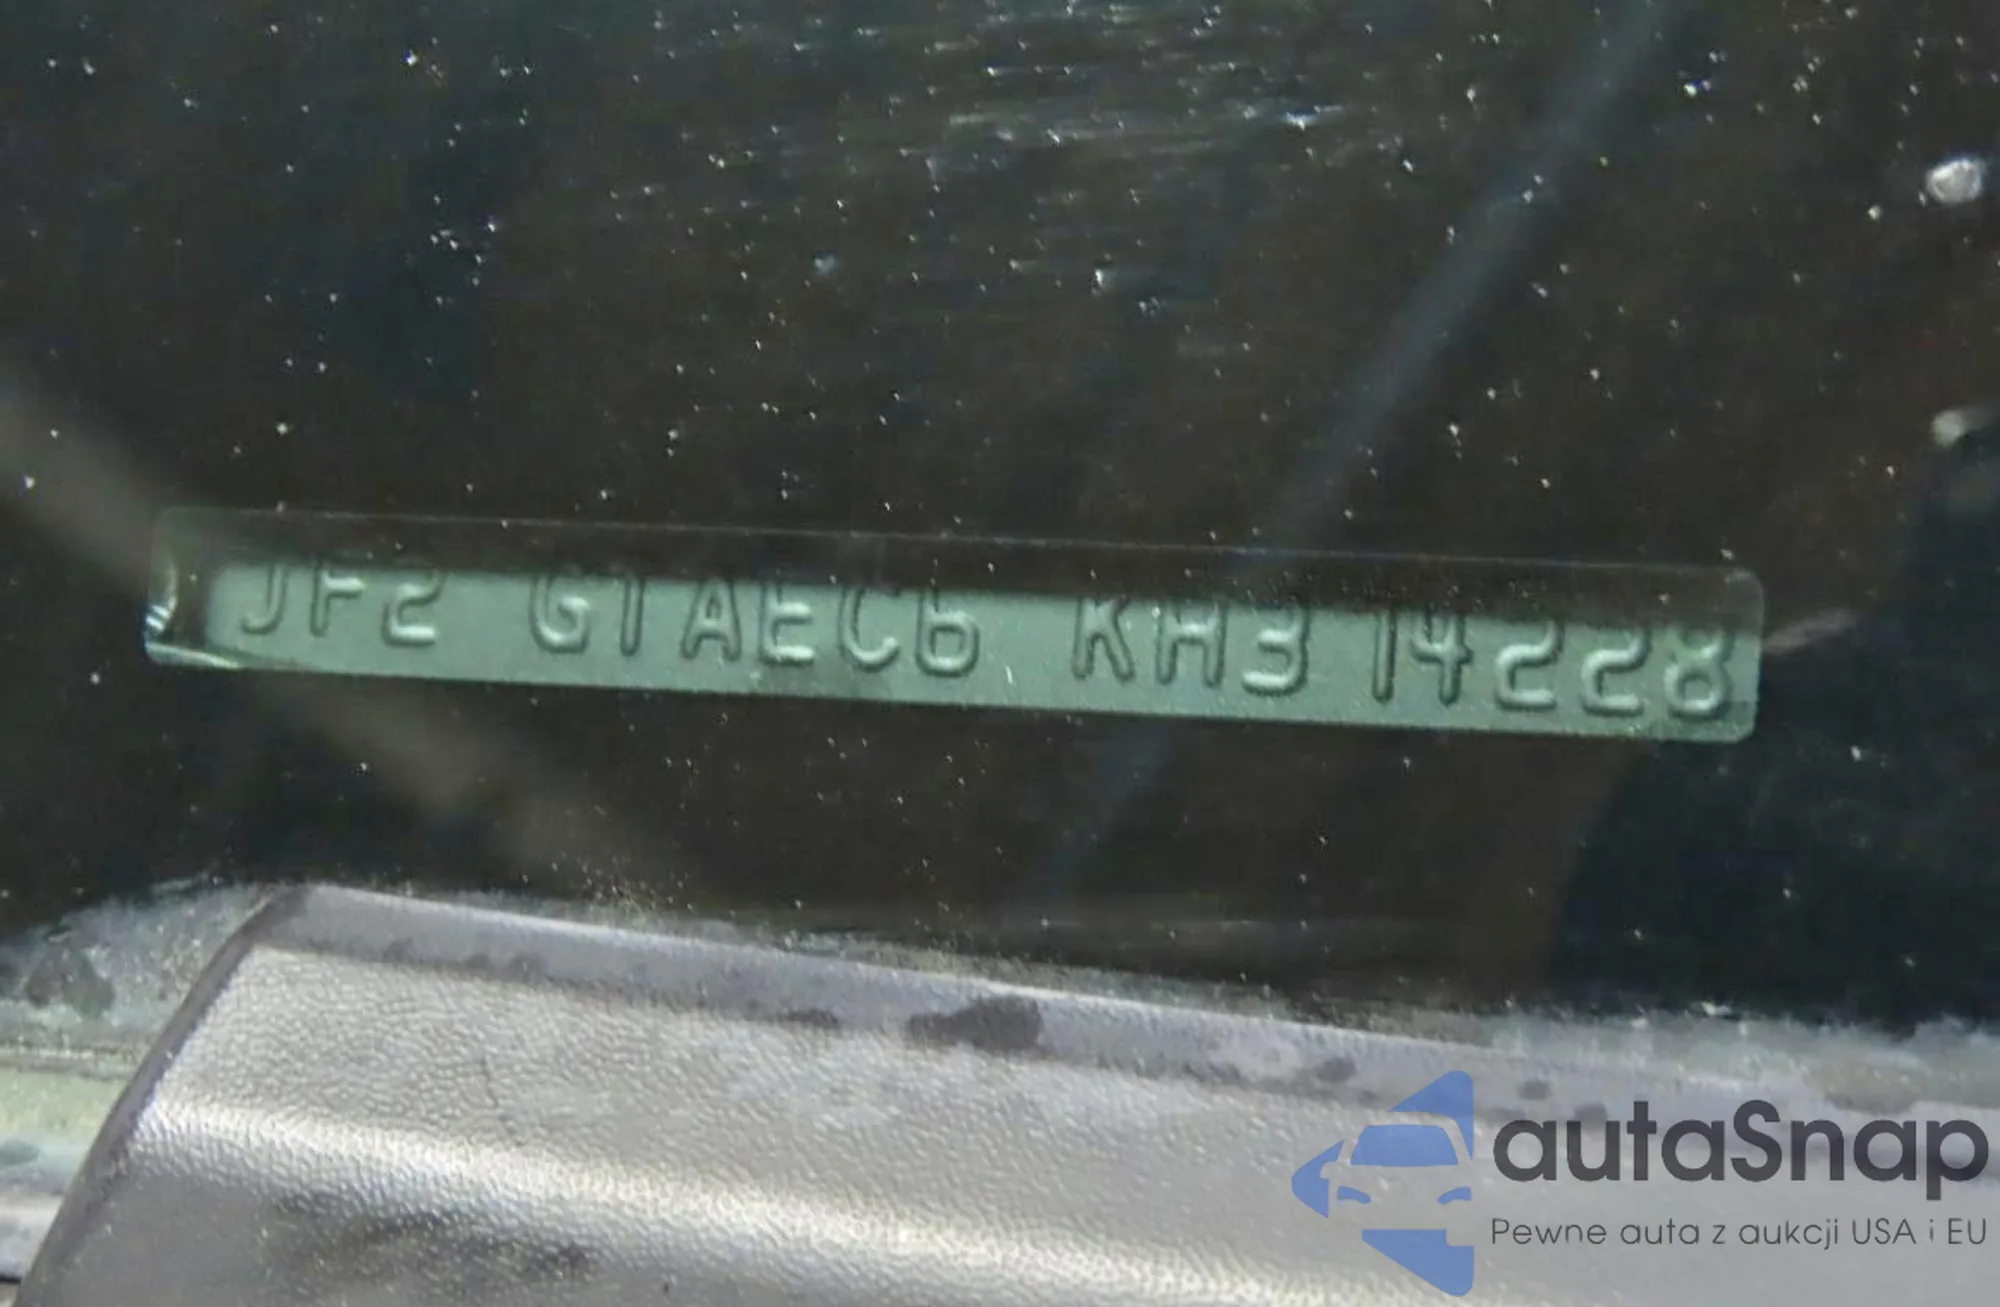 JF2 GTAEC6 KH314228
autaSnap
Pewne auta z aukcji USA i EU